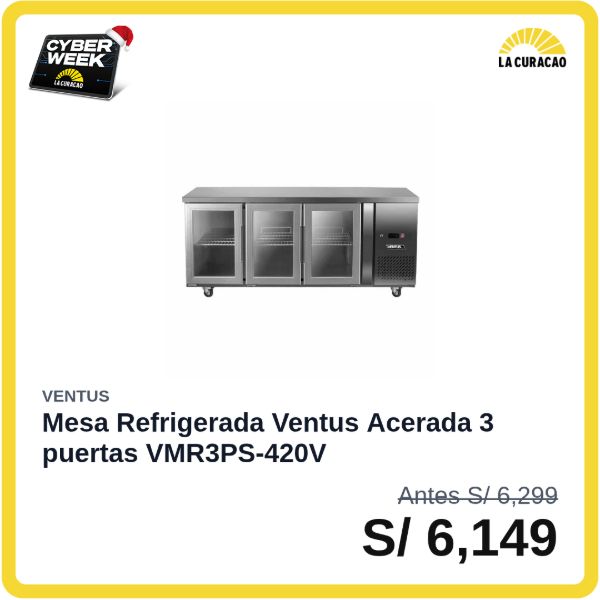 CYBER
WEEK
LA CURACAO
LA CURACAO
VENTUS
Mesa Refrigerada Ventus Acerada 3
puertas VMR3PS-420V
Antes S/ 6,299
S/ 6,149